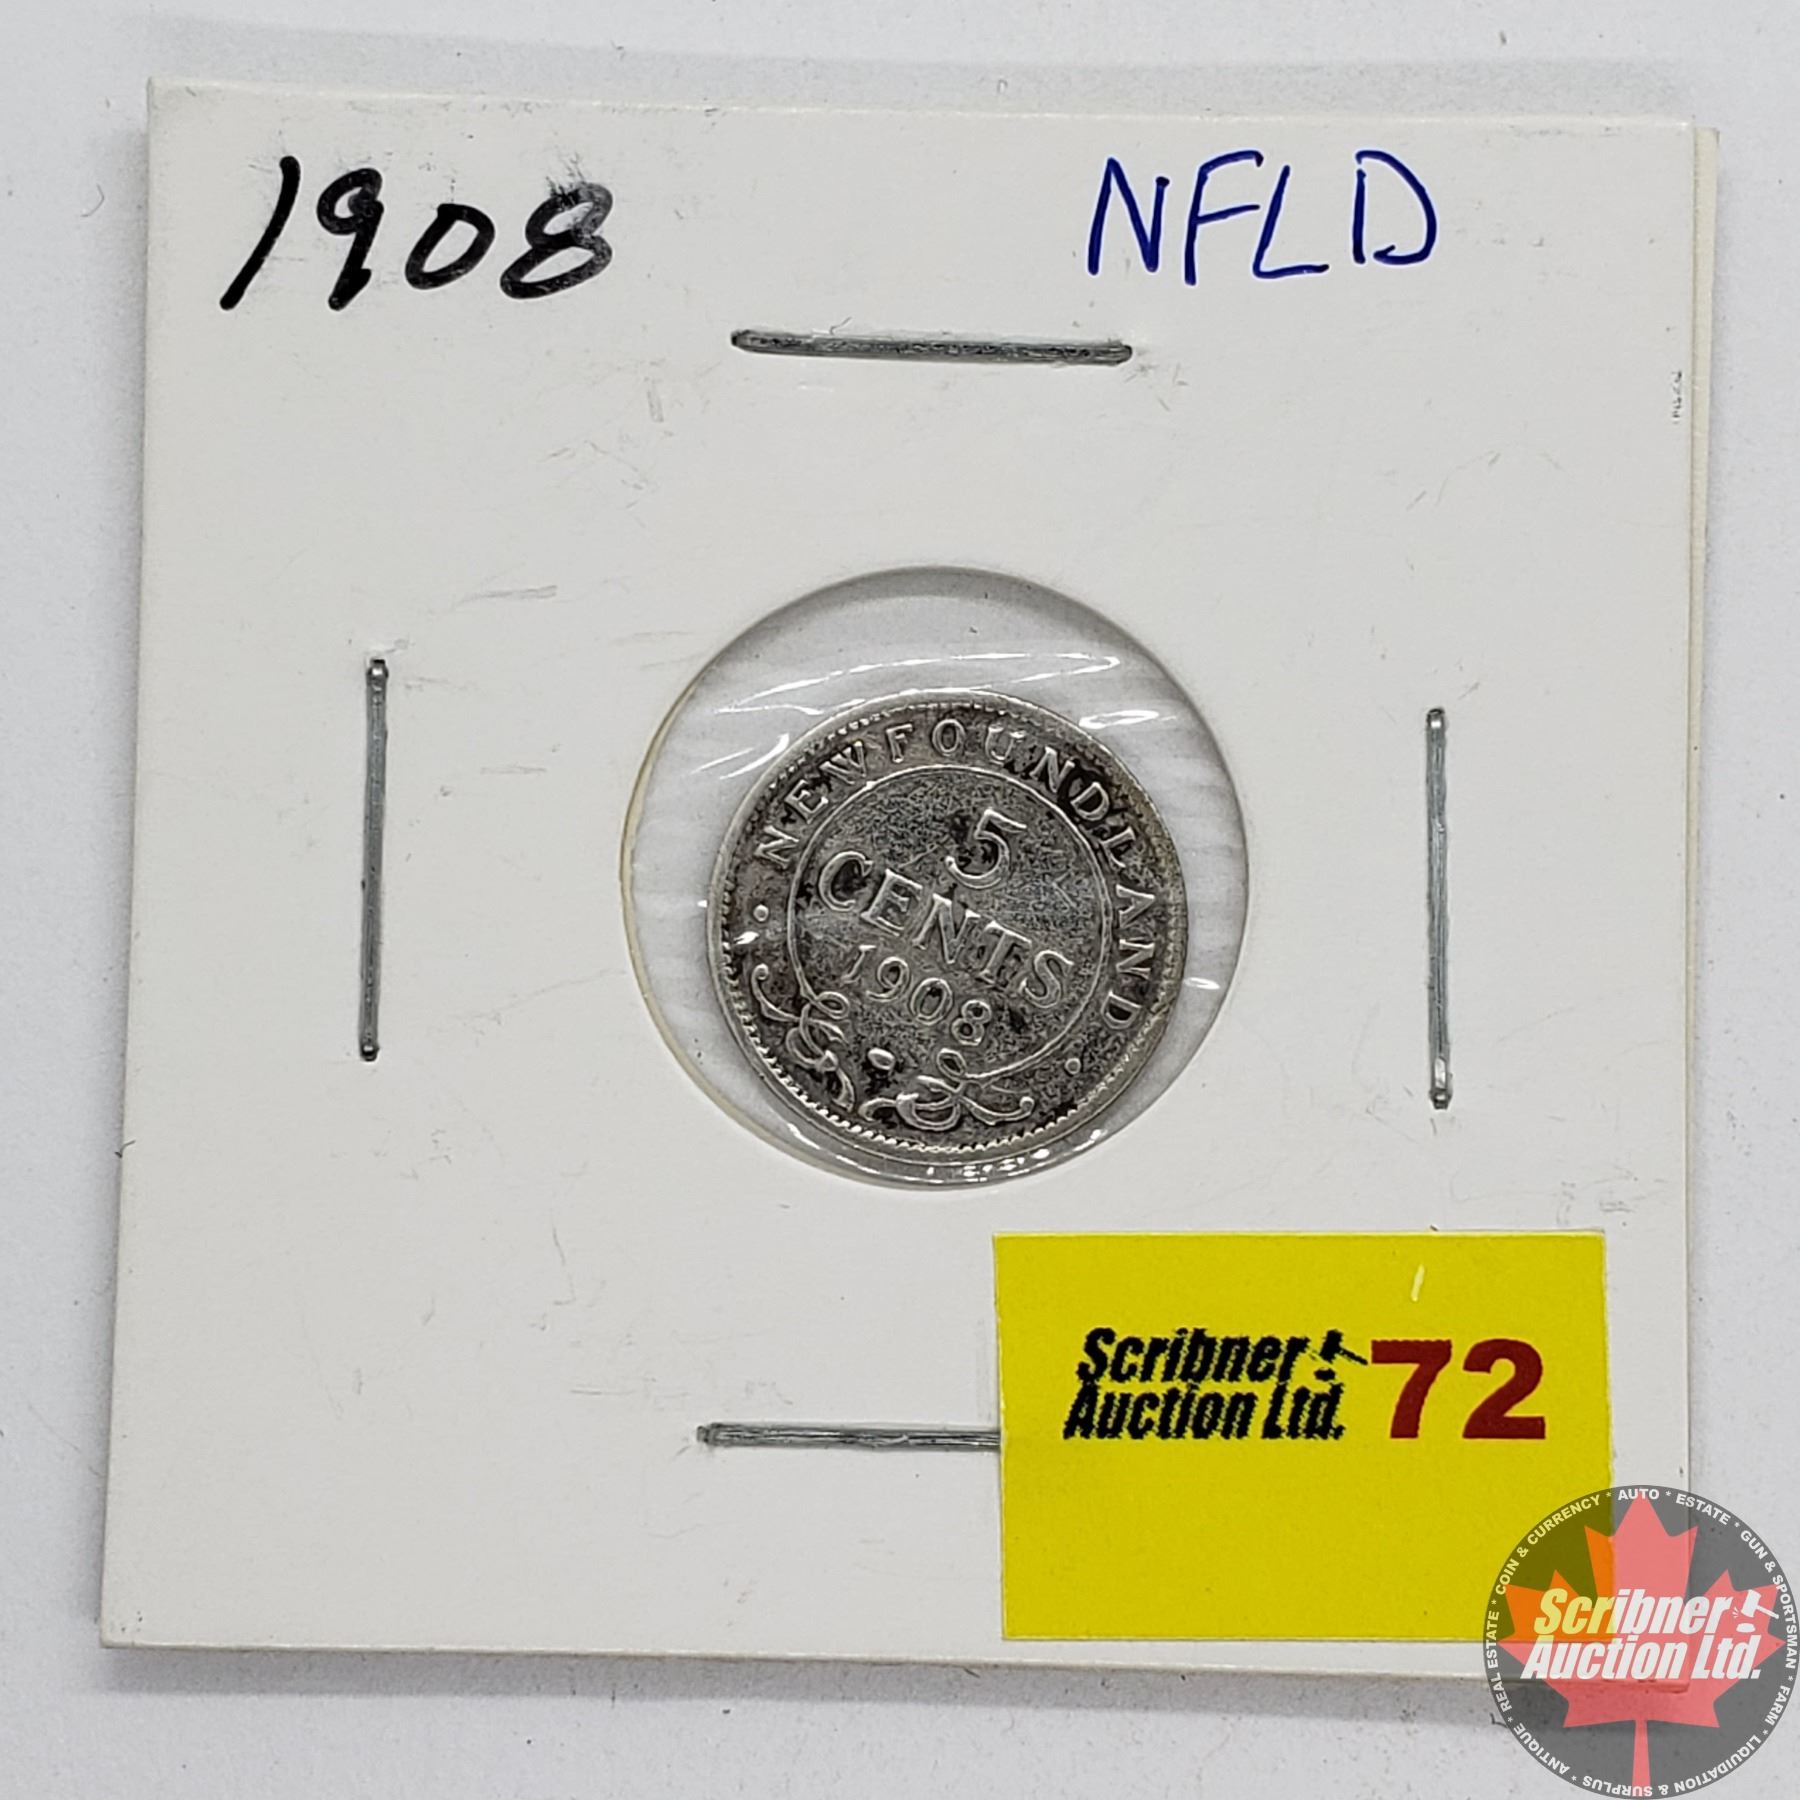 1908 NFLD
NEWFOUNDLAND
5
CENTS
1908
Scribner
Auction Ltd.
72
COIN & CURRENCY * AUTO * ESTATE * GUN & SPORTSMAN * FARM * LIQUIDATION & SURPLUS * ANTIQUE * REAL ESTATE *
Scribner
Auction Ltd.